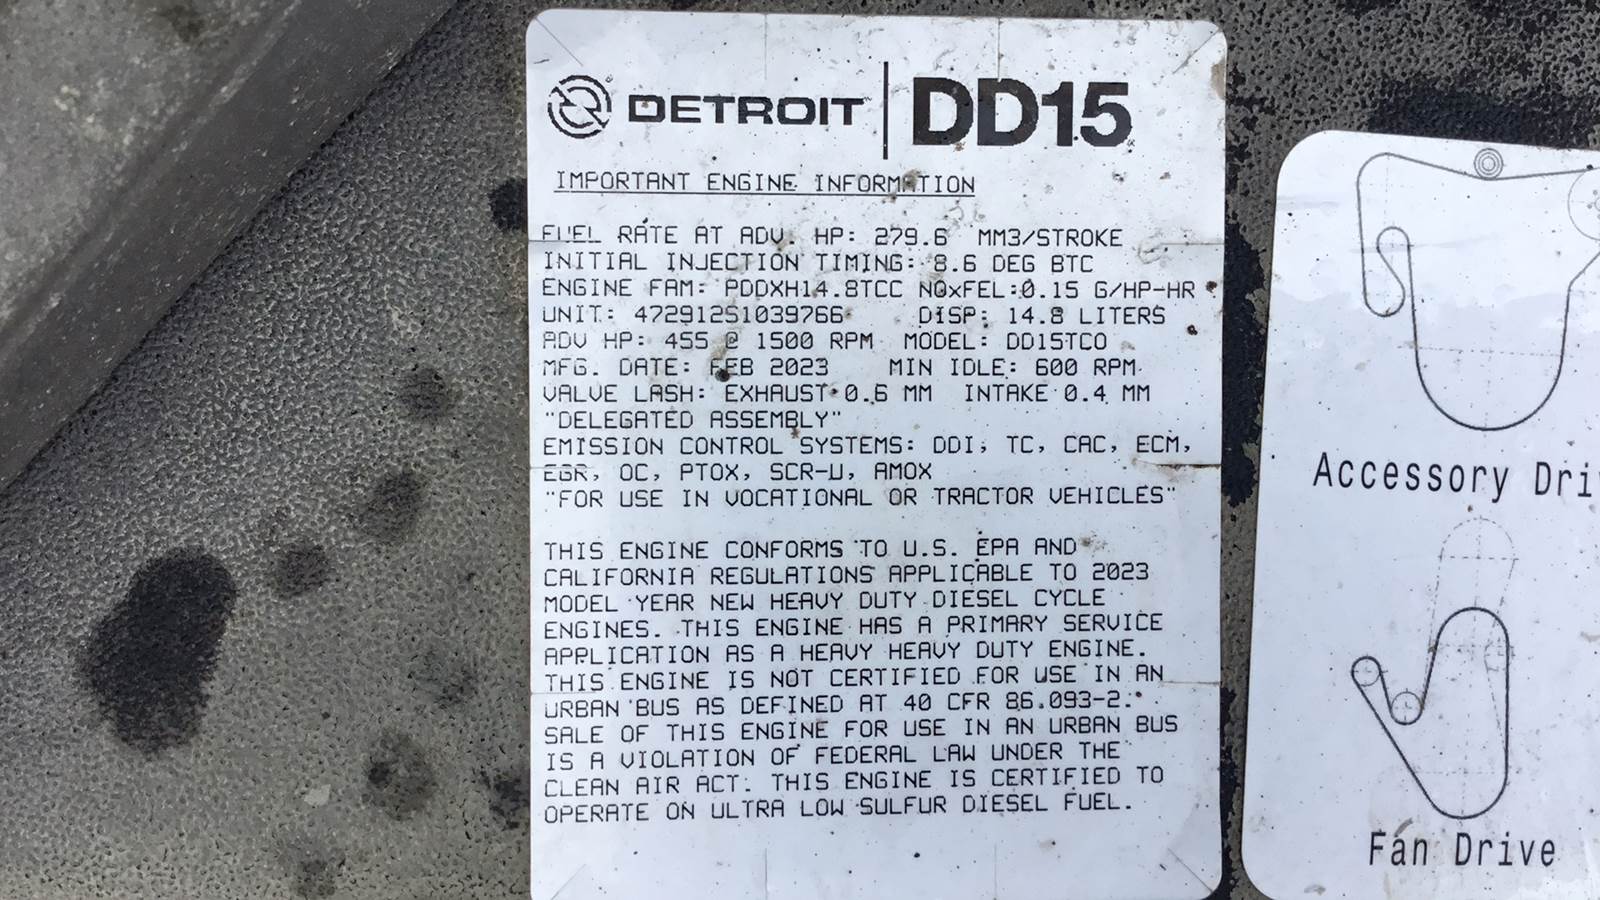 DETROIT DD15
IMPORTANT ENGINE INFORMATION
FUEL RATE AT ADV. HP: 279.6 MM3/STROKE
INITIAL INJECTION TIMING: 8.6 DEG BTC
ENGINE FAM: PDDXH14.8TCC NOxFEL:0.15 G/HP-HR
UNIT: 472912S1039766 DISP: 14.8 LITERS
ADV HP: 455 @ 1500 RPM MODEL: DD15TCO
MFG. DATE: FEB 2023 MIN IDLE: 600 RPM
VALVE LASH: EXHAUST 0.6 MM INTAKE 0.4 MM
"DELEGATED ASSEMBLY"
EMISSION CONTROL SYSTEMS: DDI, TC, CAC, ECM,
EGR, OC, PTOX, SCR-U, AMOX
"FOR USE IN VOCATIONAL OR TRACTOR VEHICLES"
THIS ENGINE CONFORMS TO U.S. EPA AND
CALIFORNIA REGULATIONS APPLICABLE TO 2023
MODEL YEAR NEW HEAVY DUTY DIESEL CYCLE
ENGINES. THIS ENGINE HAS A PRIMARY SERVICE
APPLICATION AS A HEAVY HEAVY DUTY ENGINE.
THIS ENGINE IS NOT CERTIFIED FOR USE IN AN
URBAN BUS AS DEFINED AT 40 CFR 86.093-2.
SALE OF THIS ENGINE FOR USE IN AN URBAN BUS
IS A VIOLATION OF FEDERAL LAW UNDER THE
CLEAN AIR ACT. THIS ENGINE IS CERTIFIED TO
OPERATE ON ULTRA LOW SULFUR DIESEL FUEL.
Accessory Driv
Fan Drive